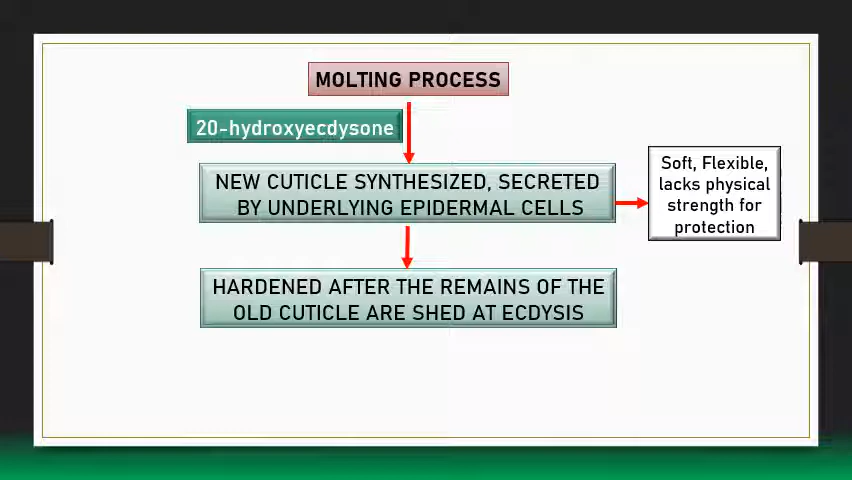 MOLTING PROCESS
20-hydroxyecdysone
NEW CUTICLE SYNTHESIZED, SECRETED
BY UNDERLYING EPIDERMAL CELLS
Soft, Flexible,
lacks physical
strength for
protection
HARDENED AFTER THE REMAINS OF THE
OLD CUTICLE ARE SHED AT ECDYSIS